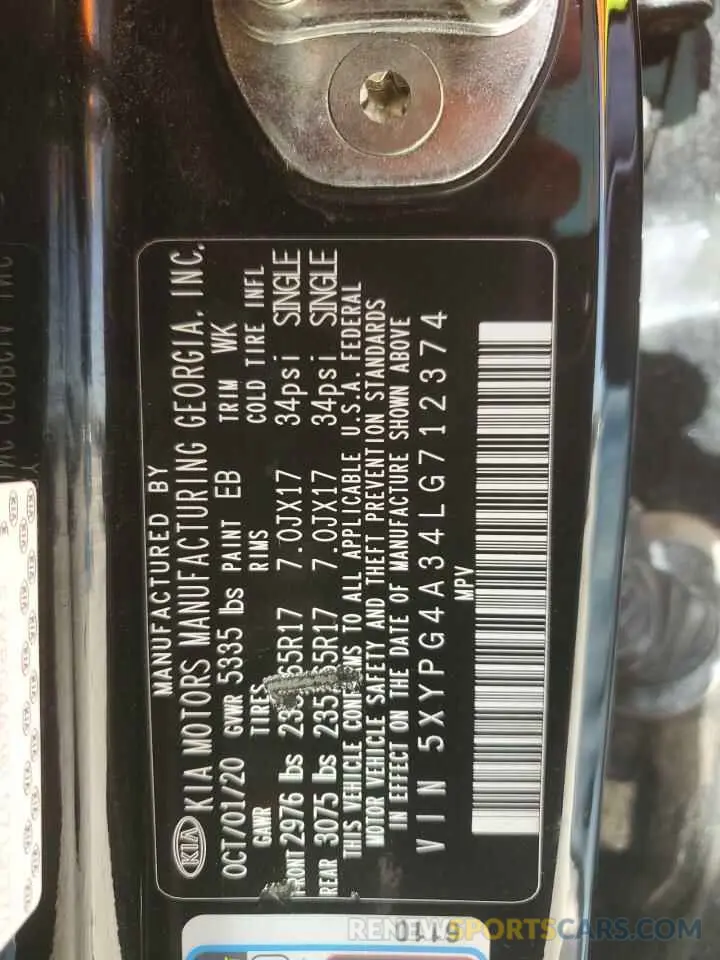 MANUFACTURED BY
KIA KIA MOTORS MANUFACTURING GEORGIA, INC.
OCT/01/20 GVWR 5335 lbs PAINT EB TRIM WK
GAWR TIRES RIMS COLD TIRE INFL
FRONT 2976 lbs 7.0JX17 34psi SINGLE
REAR 3075 lbs 7.0JX17 34psi SINGLE
THIS VEHICLE TO ALL APPLICABLE U.S.A. FEDERAL
MOTOR VEHICLE SAFETY AND THEFT PREVENTION STANDARDS
IN EFFECT ON THE DATE OF MANUFACTURE SHOWN ABOVE
VIN 5XYPG4A34LG712374
MPV
RENEWSPORTSCARS.COM